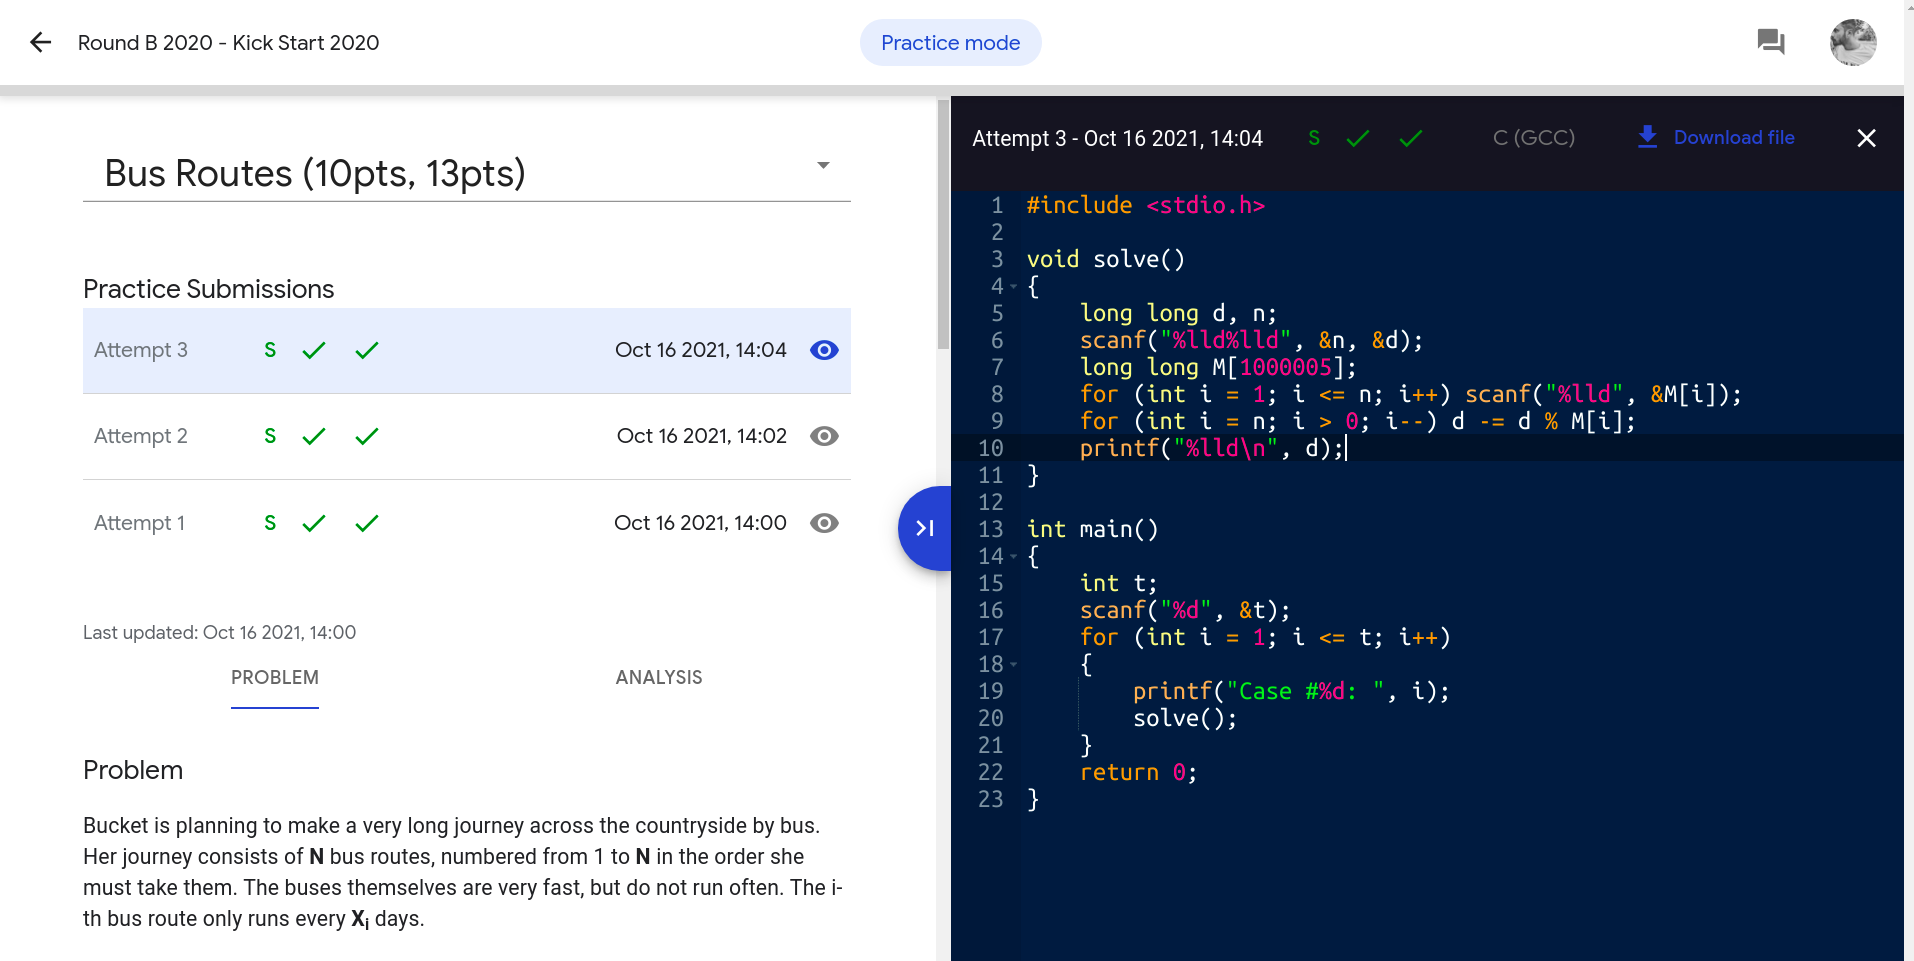 Round B 2020 - Kick Start 2020
Practice mode
Bus Routes (10pts, 13pts)
Practice Submissions
Attempt 3 S Oct 16 2021, 14:04
Attempt 2 S Oct 16 2021, 14:02
Attempt 1 S Oct 16 2021, 14:00
Last updated: Oct 16 2021, 14:00
PROBLEM ANALYSIS
Problem
Bucket is planning to make a very long journey across the countryside by bus.
Her journey consists of N bus routes, numbered from 1 to N in the order she
must take them. The buses themselves are very fast, but do not run often. The i-
th bus route only runs every Xi days.
Attempt 3 - Oct 16 2021, 14:04 S C (GCC) Download file
1 #include <stdio.h>
2
3 void solve()
4 {
5     long long d, n;
6     scanf("%lld%lld", &n, &d);
7     long long M[1000005];
8     for (int i = 1; i <= n; i++) scanf("%lld", &M[i]);
9     for (int i = n; i > 0; i--) d -= d % M[i];
10     printf("%lld\n", d);
11 }
12
13 int main()
14 {
15     int t;
16     scanf("%d", &t);
17     for (int i = 1; i <= t; i++)
18     {
19         printf("Case #%d: ", i);
20         solve();
21     }
22     return 0;
23 }